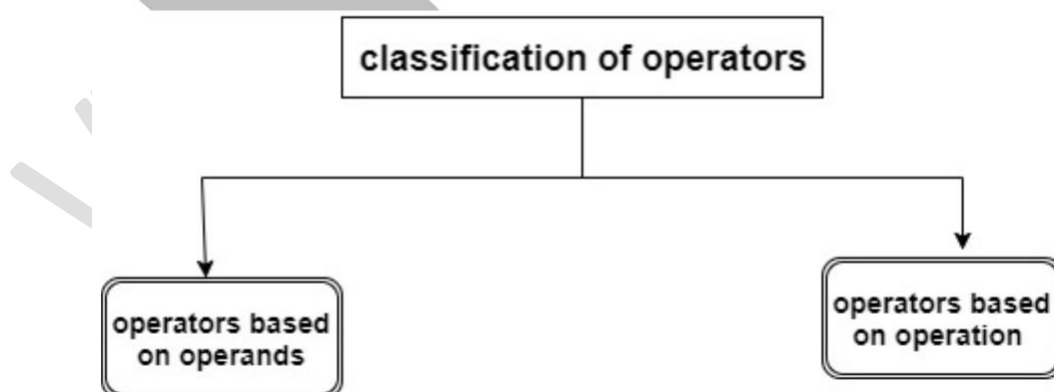 classification of operators
operators based
on operands
operators based
on operation